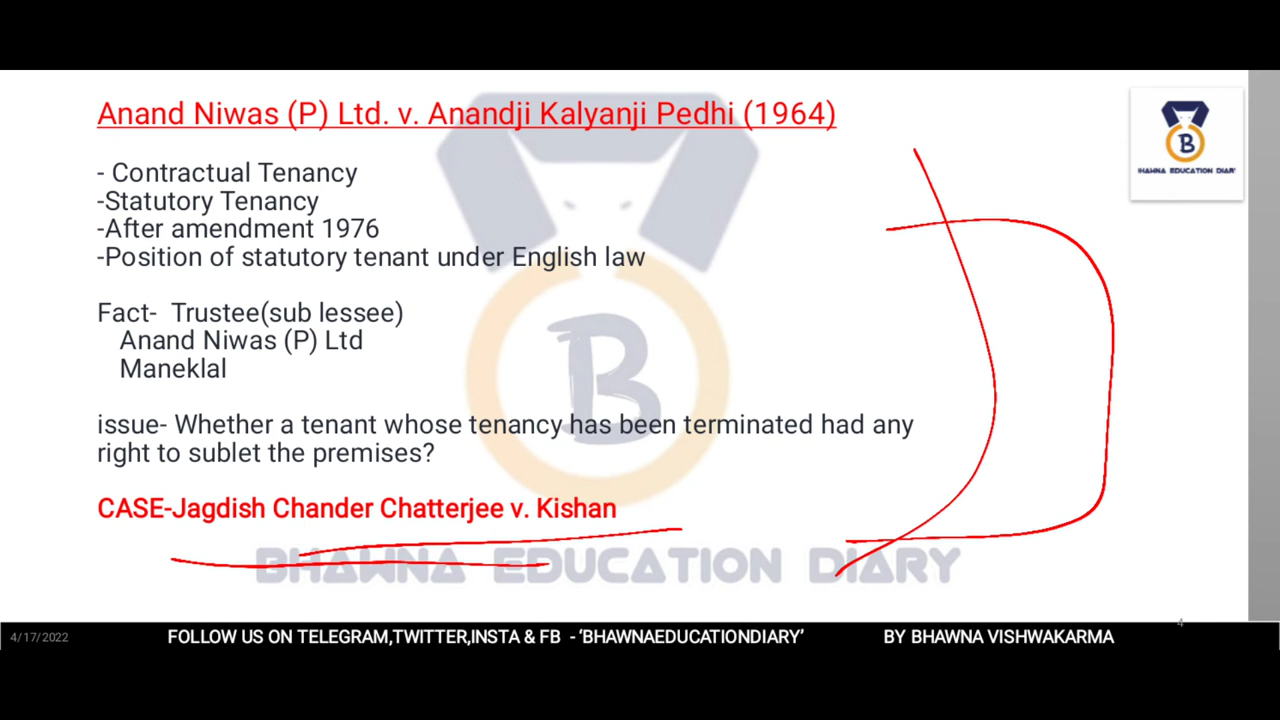 Anand Niwas (P) Ltd. v. Anandji Kalyanji Pedhi (1964)
- Contractual Tenancy
-Statutory Tenancy
-After amendment 1976
-Position of statutory tenant under English law
Fact- Trustee(sub lessee)
Anand Niwas (P) Ltd
Maneklal
issue- Whether a tenant whose tenancy has been terminated had any
right to sublet the premises?
CASE-Jagdish Chander Chatterjee v. Kishan
B
BHAWNA EDUCATION DIARY
B
HAWNA EDUCATION DIAR
4
4/17/2022 FOLLOW US ON TELEGRAM,TWITTER,INSTA & FB - ‘BHAWNAEDUCATIONDIARY’ BY BHAWNA VISHWAKARMA